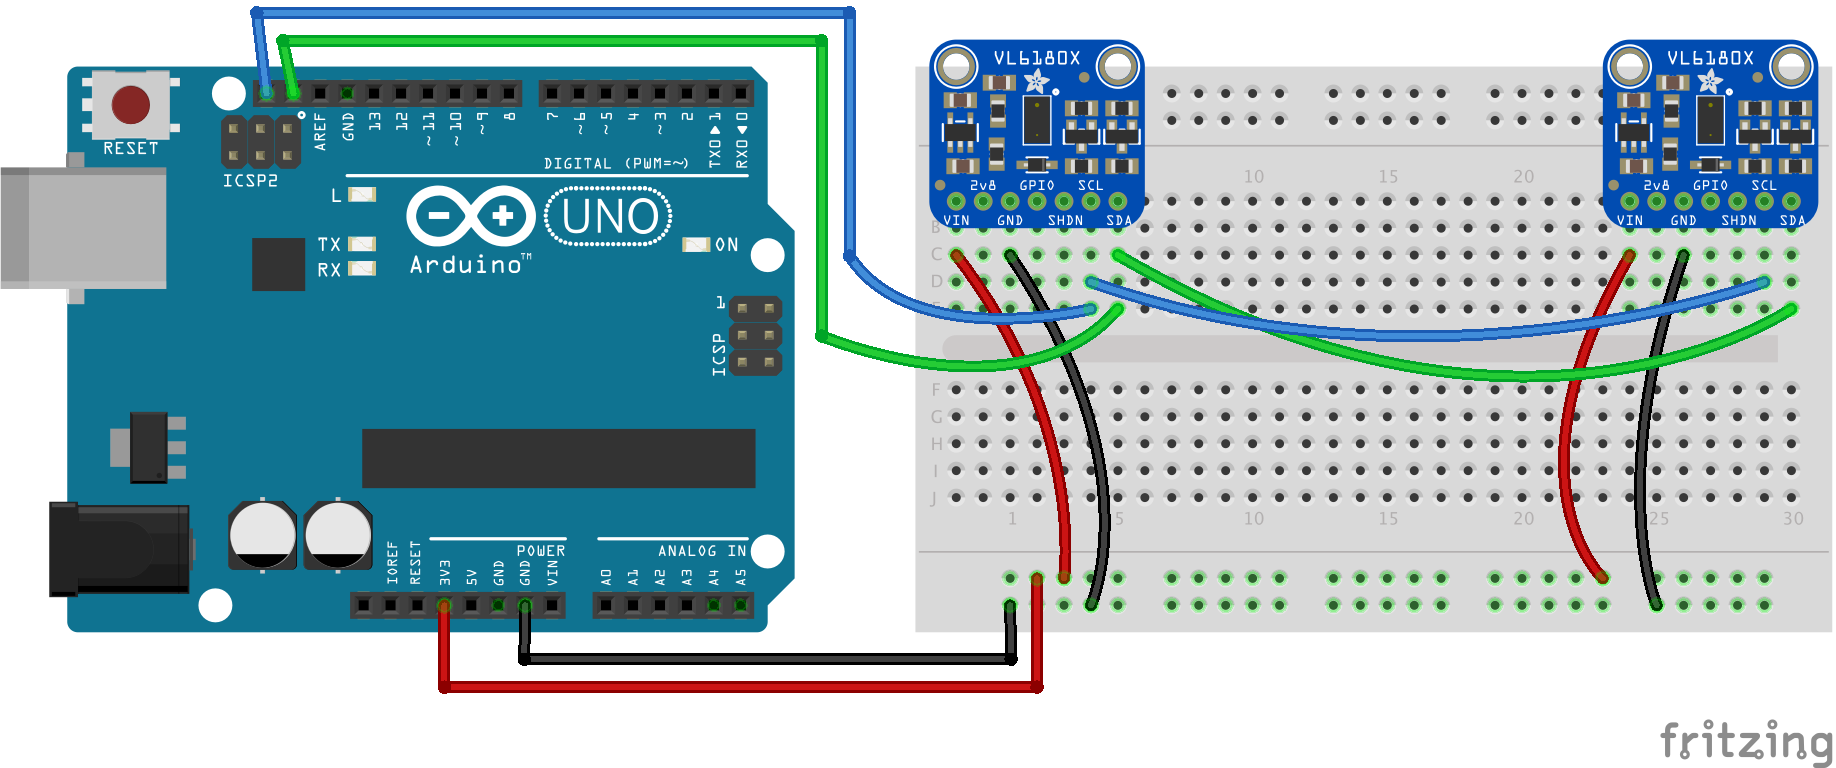 RESET
ICSP2
AREF
GND
13
12
~11
~10
~9
8
7
~6
~5
4
~3
2
TX0▶1
RX0◀0
DIGITAL (PWM=~)
L
TX
RX
UNO
Arduino™
ON
1
ICSP
IOREF
RESET
3V3
5V
GND
GND
VIN
POWER
ANALOG IN
A0
A1
A2
A3
A4
A5
VL6180X
2v8 GPIO SCL
VIN GND SHDN SDA
VL6180X
2v8 GPIO SCL
VIN GND SHDN SDA
10 15 20
B
C
D
F
G
H
I
J
1 5 10 15 20 25 30
fritzing